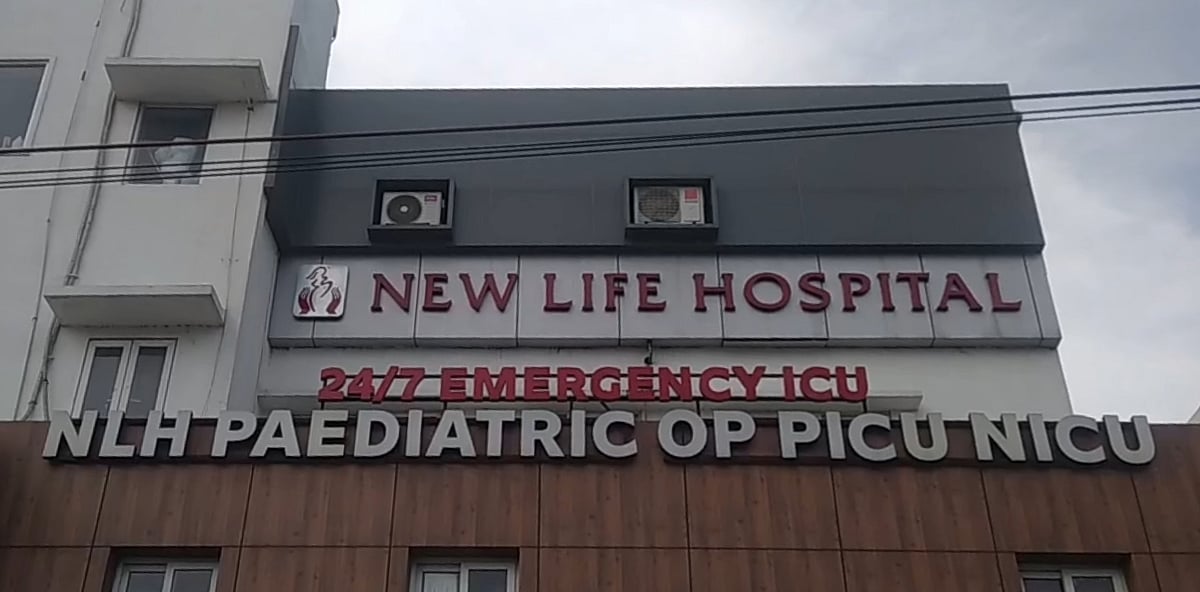 NEW LIFE HOSPITAL
24/7 EMERGENCY ICU
NLH PAEDIATRIC OP PICU NICU